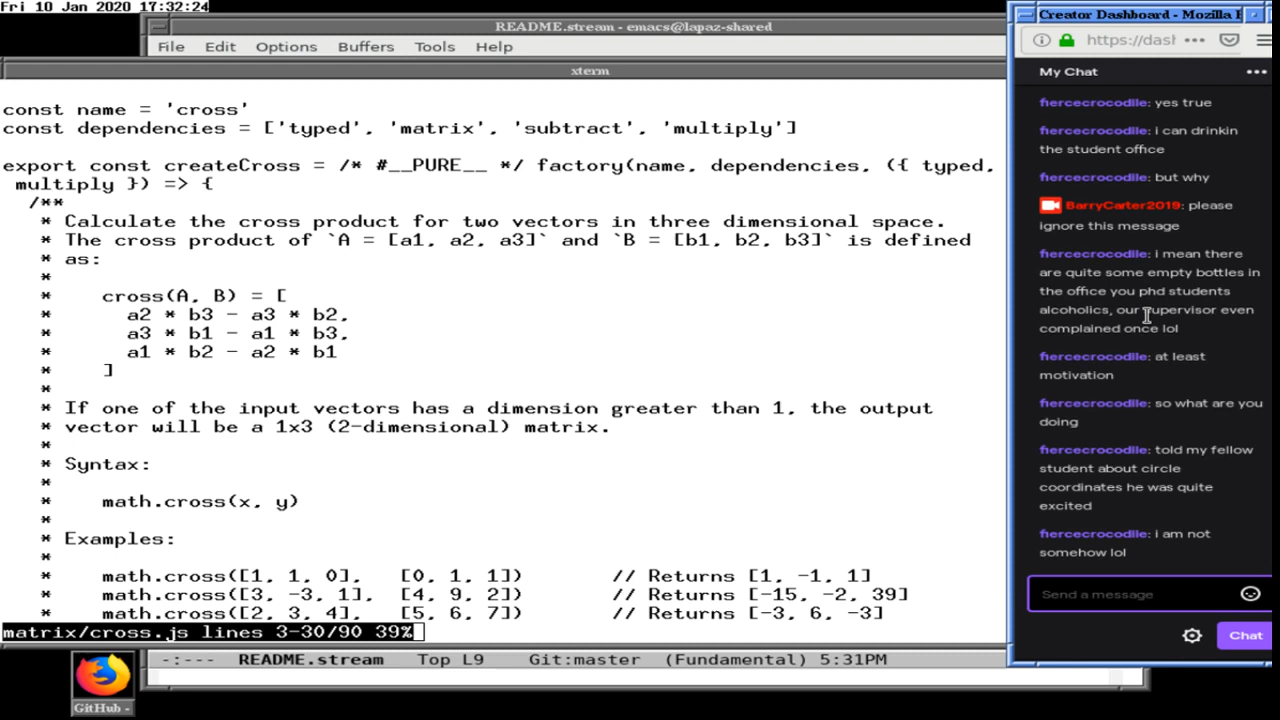 Fri 10 Jan 2020 17:32:24
README.stream - emacs@lapaz-shared
File Edit Options Buffers Tools Help
xterm
const name = 'cross'
const dependencies = ['typed', 'matrix', 'subtract', 'multiply']
export const createCross = /* #__PURE__ */ factory(name, dependencies, ({ typed,
multiply }) => {
/**
* Calculate the cross product for two vectors in three dimensional space.
* The cross product of `A = [a1, a2, a3]` and `B = [b1, b2, b3]` is defined
* as:
*
* cross(A, B) = [
* a2 * b3 - a3 * b2,
* a3 * b1 - a1 * b3,
* a1 * b2 - a2 * b1
* ]
*
* If one of the input vectors has a dimension greater than 1, the output
* vector will be a 1x3 (2-dimensional) matrix.
*
* Syntax:
*
* math.cross(x, y)
*
* Examples:
*
* math.cross([1, 1, 0], [0, 1, 1]) // Returns [1, -1, 1]
* math.cross([3, -3, 1], [4, 9, 2]) // Returns [-15, -2, 39]
* math.cross([2, 3, 4], [5, 6, 7]) // Returns [-3, 6, -3]
matrix/cross.js lines 3-30/90 39%
-:--- README.stream Top L9 Git:master (Fundamental) 5:31PM
GitHub -
Creator Dashboard - Mozilla
https://dasl
My Chat
fiercecrocodile: yes true
fiercecrocodile: i can drinkin
the student office
fiercecrocodile: but why
BarryCarter2019: please
ignore this message
fiercecrocodile: i mean there
are quite some empty bottles in
the office you phd students
alcoholics, our supervisor even
complained once lol
fiercecrocodile: at least
motivation
fiercecrocodile: so what are you
doing
fiercecrocodile: told my fellow
student about circle
coordinates he was quite
excited
fiercecrocodile: i am not
somehow lol
Send a message
Chat